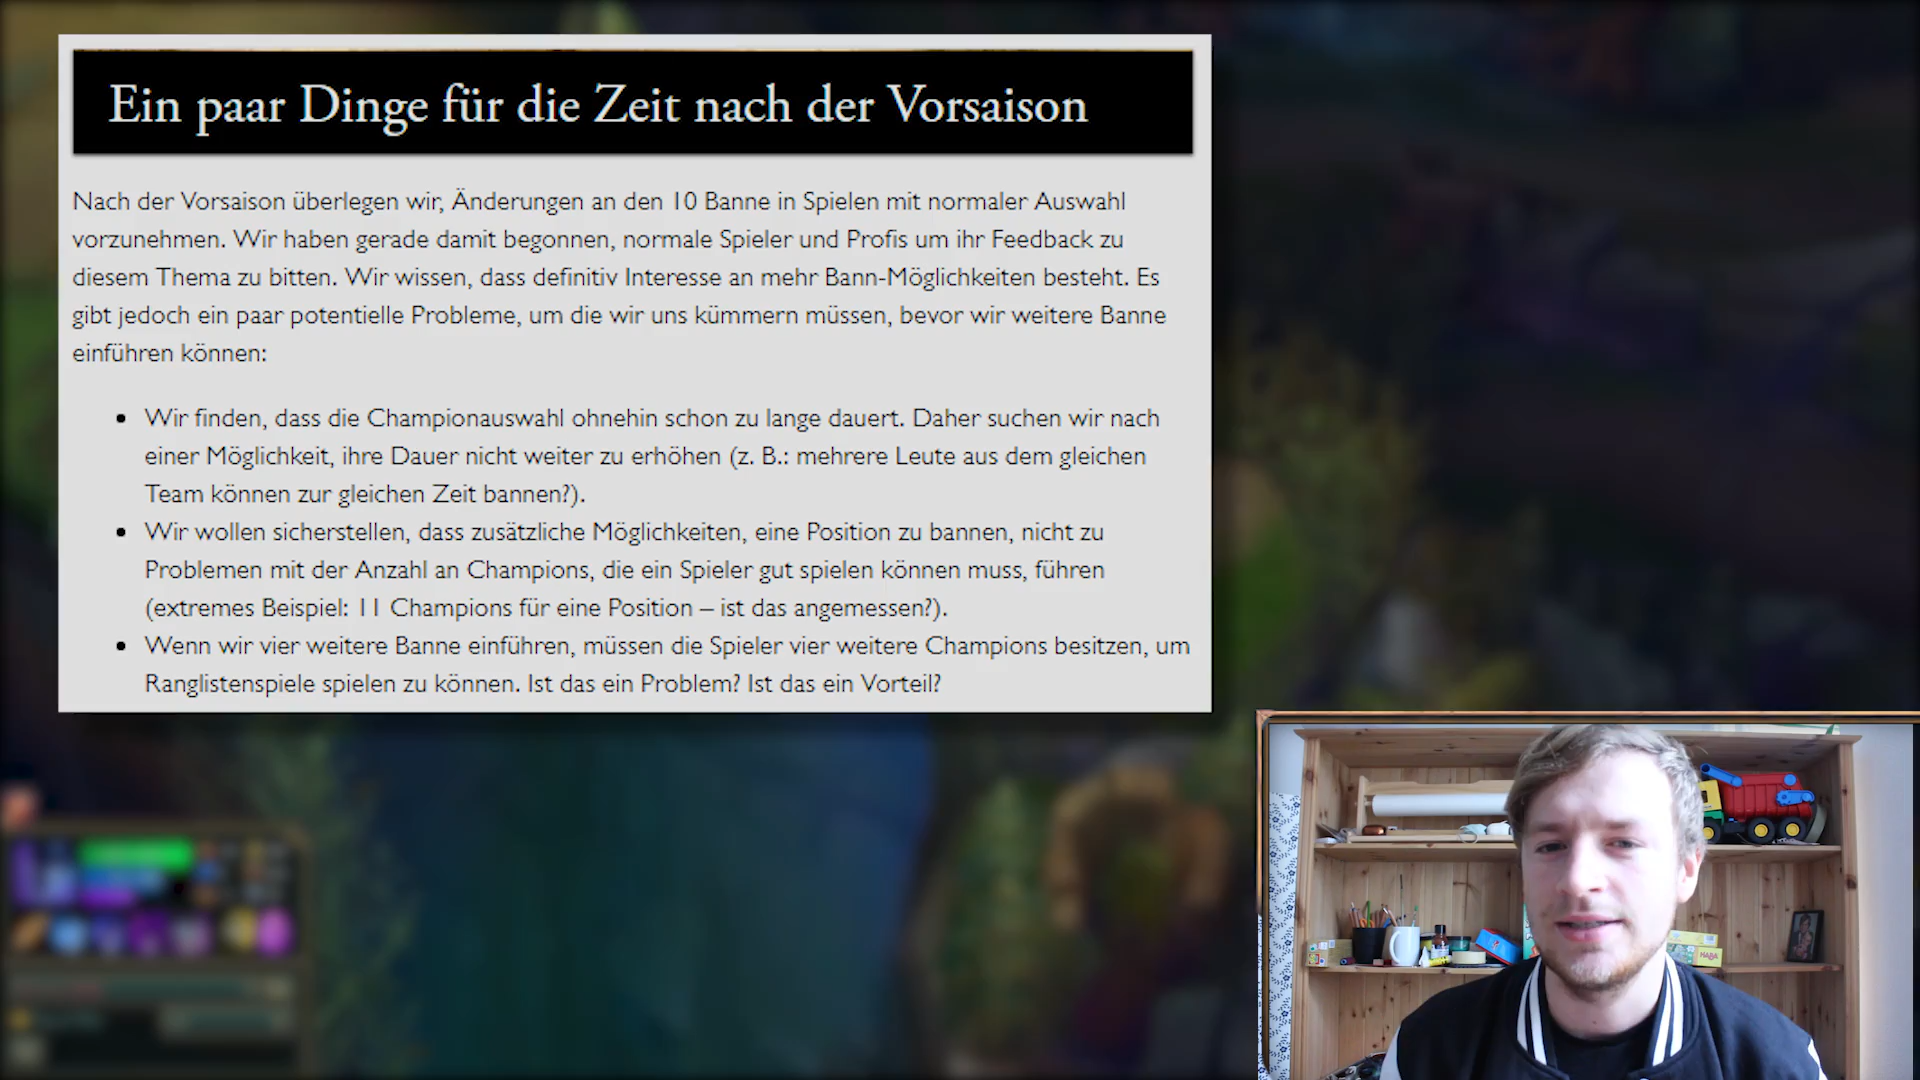 Ein paar Dinge für die Zeit nach der Vorsaison
Nach der Vorsaison überlegen wir, Änderungen an den 10 Banne in Spielen mit normaler Auswahl
vorzunehmen. Wir haben gerade damit begonnen, normale Spieler und Profis um ihr Feedback zu
diesem Thema zu bitten. Wir wissen, dass definitiv Interesse an mehr Bann-Möglichkeiten besteht. Es
gibt jedoch ein paar potentielle Probleme, um die wir uns kümmern müssen, bevor wir weitere Banne
einführen können:
• Wir finden, dass die Championauswahl ohnehin schon zu lange dauert. Daher suchen wir nach
einer Möglichkeit, ihre Dauer nicht weiter zu erhöhen (z. B.: mehrere Leute aus dem gleichen
Team können zur gleichen Zeit bannen?).
• Wir wollen sicherstellen, dass zusätzliche Möglichkeiten, eine Position zu bannen, nicht zu
Problemen mit der Anzahl an Champions, die ein Spieler gut spielen können muss, führen
(extremes Beispiel: 11 Champions für eine Position – ist das angemessen?).
• Wenn wir vier weitere Banne einführen, müssen die Spieler vier weitere Champions besitzen, um
Ranglistenspiele spielen zu können. Ist das ein Problem? Ist das ein Vorteil?
HABA